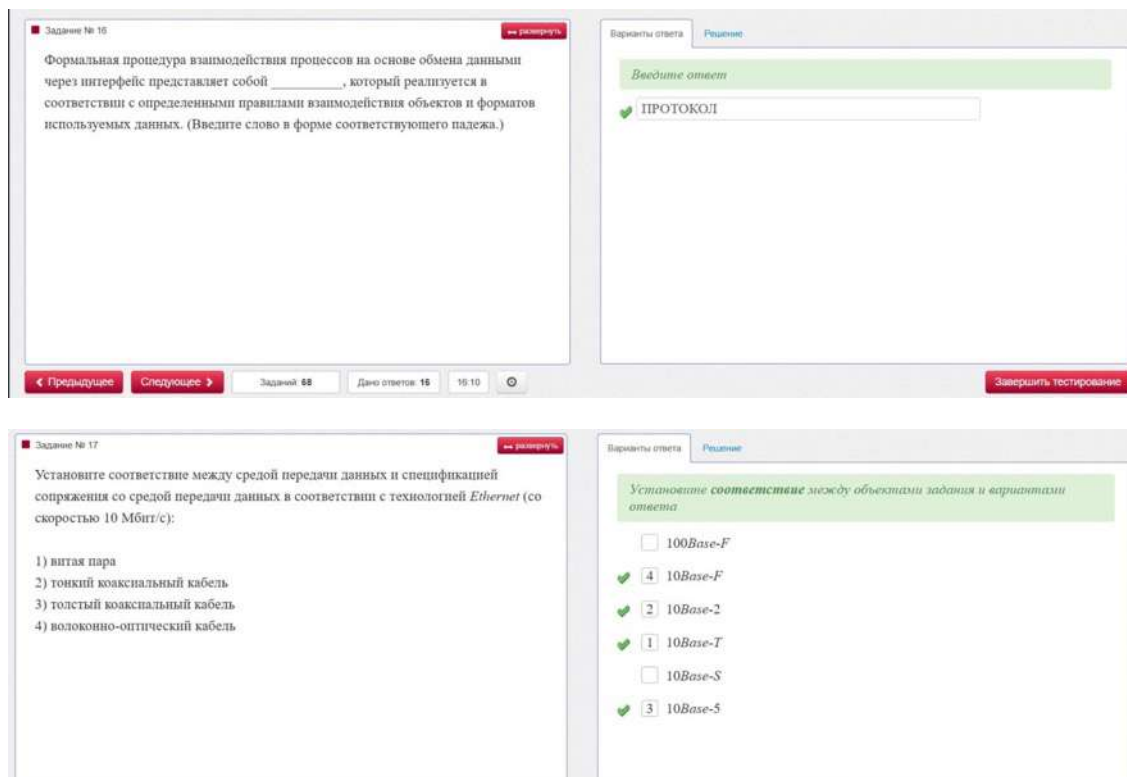 Задание № 16
развернуть
Формальная процедура взаимодействия процессов на основе обмена данными
через интерфейс представляет собой __________, который реализуется в
соответствии с определенными правилами взаимодействия объектов и форматов
используемых данных. (Введите слово в форме соответствующего падежа.)
Варианты ответа
Решение
Введите ответ
ПРОТОКОЛ
Предыдущее
Следующее
Заданий: 68
Дано ответов: 16
16:10
Завершить тестирование
Задание № 17
развернуть
Установите соответствие между средой передачи данных и спецификацией
сопряжения со средой передачи данных в соответствии с технологией Ethernet (со
скоростью 10 Мбит/с):
1) витая пара
2) тонкий коаксиальный кабель
3) толстый коаксиальный кабель
4) волоконно-оптический кабель
Варианты ответа
Решение
Установите соответствие между объектами задания и вариантами
ответа
100Base-F
4 10Base-F
2 10Base-2
1 10Base-T
10Base-S
3 10Base-5